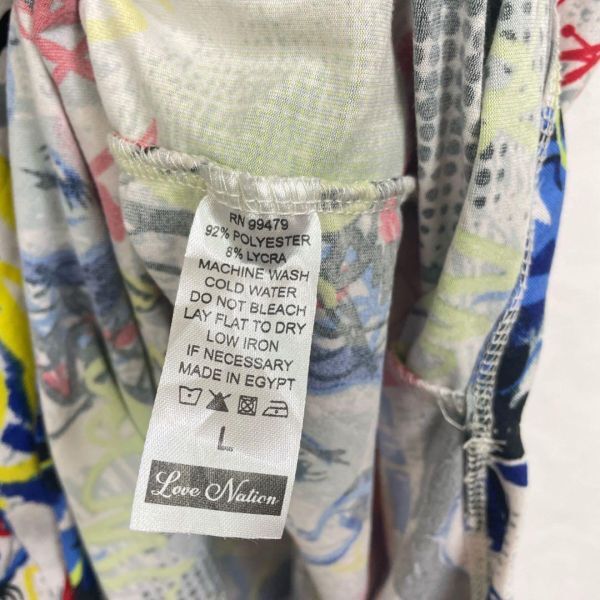 RN 99479
92% POLYESTER
8% LYCRA
MACHINE WASH
COLD WATER
DO NOT BLEACH
LAY FLAT TO DRY
LOW IRON
IF NECESSARY
MADE IN EGYPT
L
Love Nation